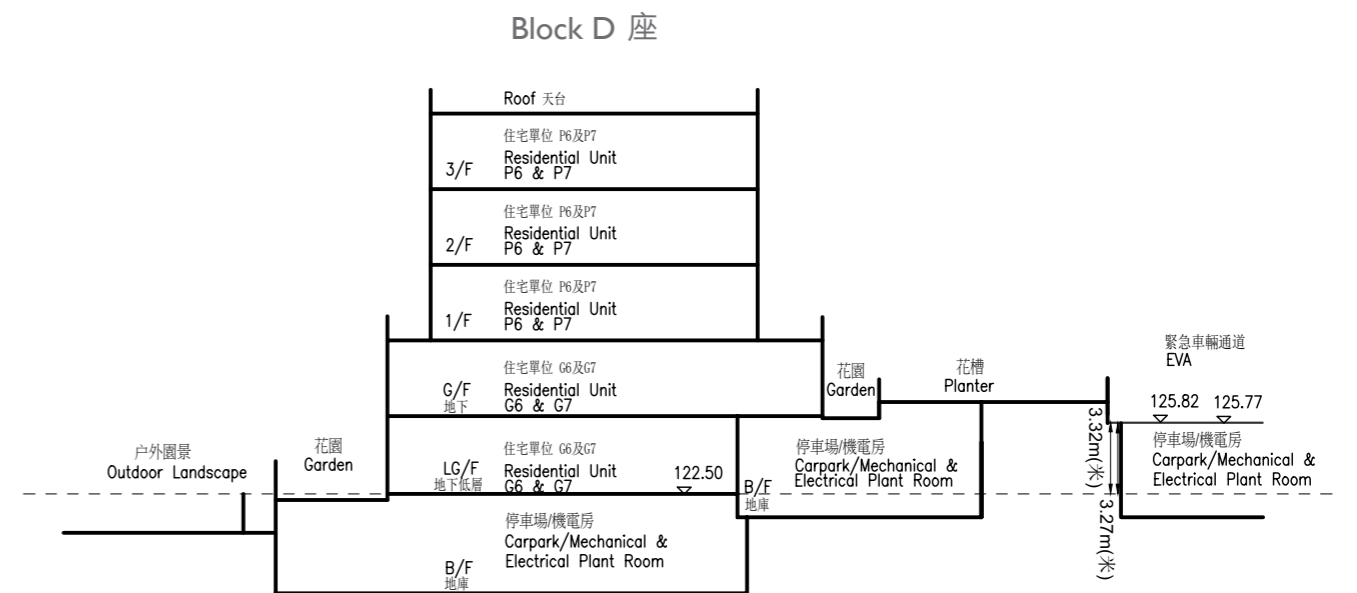 Block D 座
Roof 天台
住宅單位 P6及P7
Residential Unit
3/F P6 & P7
住宅單位 P6及P7
Residential Unit
2/F P6 & P7
住宅單位 P6及P7
Residential Unit
1/F P6 & P7
緊急車輛通道
EVA
住宅單位 G6及G7
G/F Residential Unit
地下 G6 & G7
花園
Garden
花槽
Planter
125.82 125.77
户外園景
Outdoor Landscape
花園
Garden
住宅單位 G6及G7
LG/F Residential Unit
地下低層 G6 & G7
122.50
B/F
地庫
停車場/機電房
Carpark/Mechanical &
Electrical Plant Room
3.32m(米)
3.27m(米)
停車場/機電房
Carpark/Mechanical &
Electrical Plant Room
停車場/機電房
Carpark/Mechanical &
Electrical Plant Room
B/F
地庫